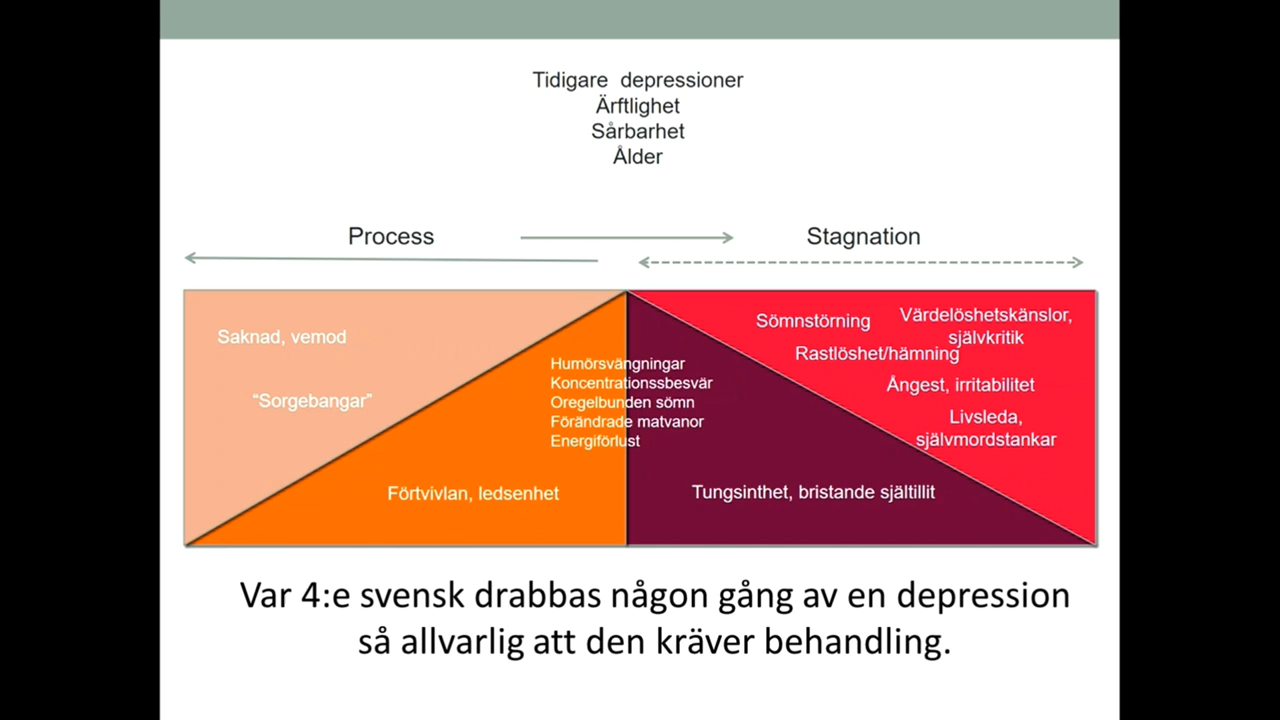 Tidigare depressioner
Ärftlighet
Sårbarhet
Ålder
Process
Stagnation
Saknad, vemod
“Sorgebangar”
Förtvivlan, ledsenhet
Humörsvängningar
Koncentrationssbesvär
Oregelbunden sömn
Förändrade matvanor
Energiförlust
Tungsinthet, bristande själtillit
Sömnstörning
Värdelöshetskänslor,
självkritik
Rastlöshet/hämning
Ångest, irritabilitet
Livsleda,
självmordstankar
Var 4:e svensk drabbas någon gång av en depression
så allvarlig att den kräver behandling.